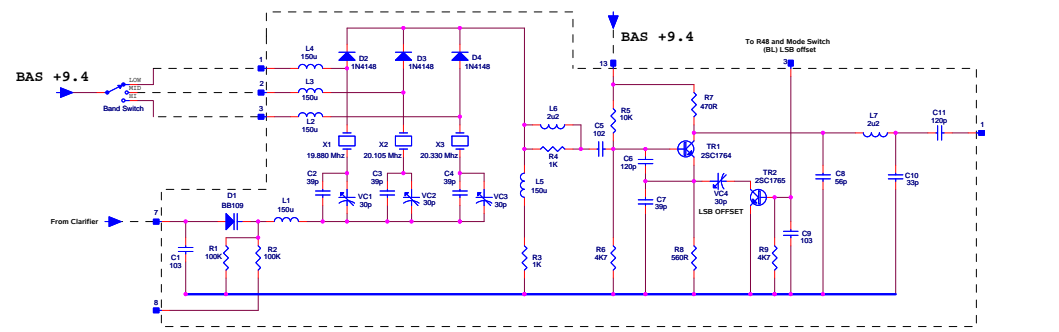 BAS +9.4
To R48 and Mode Switch
(BL) LSB offset
13
3
L4
150u
D2
1N4148
D3
1N4148
D4
1N4148
1
BAS +9.4
LOW
MID
HI
Band Switch
2
L3
150u
3
L2
150u
R7
470R
R5
10K
L6
2u2
C5
102
L7
2u2
C11
120p
1
X1
19.880 Mhz
X2
20.105 Mhz
X3
20.330 Mhz
R4
1K
TR1
2SC1764
C6
120p
TR2
2SC1765
C2
39p
VC1
30p
C3
39p
VC2
30p
C4
39p
VC3
30p
L5
150u
C7
39p
VC4
30p
LSB OFFSET
C8
56p
C10
33p
From Clarifier
7
D1
BB109
L1
150u
C9
103
C1
103
R1
100K
R2
100K
R3
1K
R6
4K7
R8
560R
R9
4K7
8